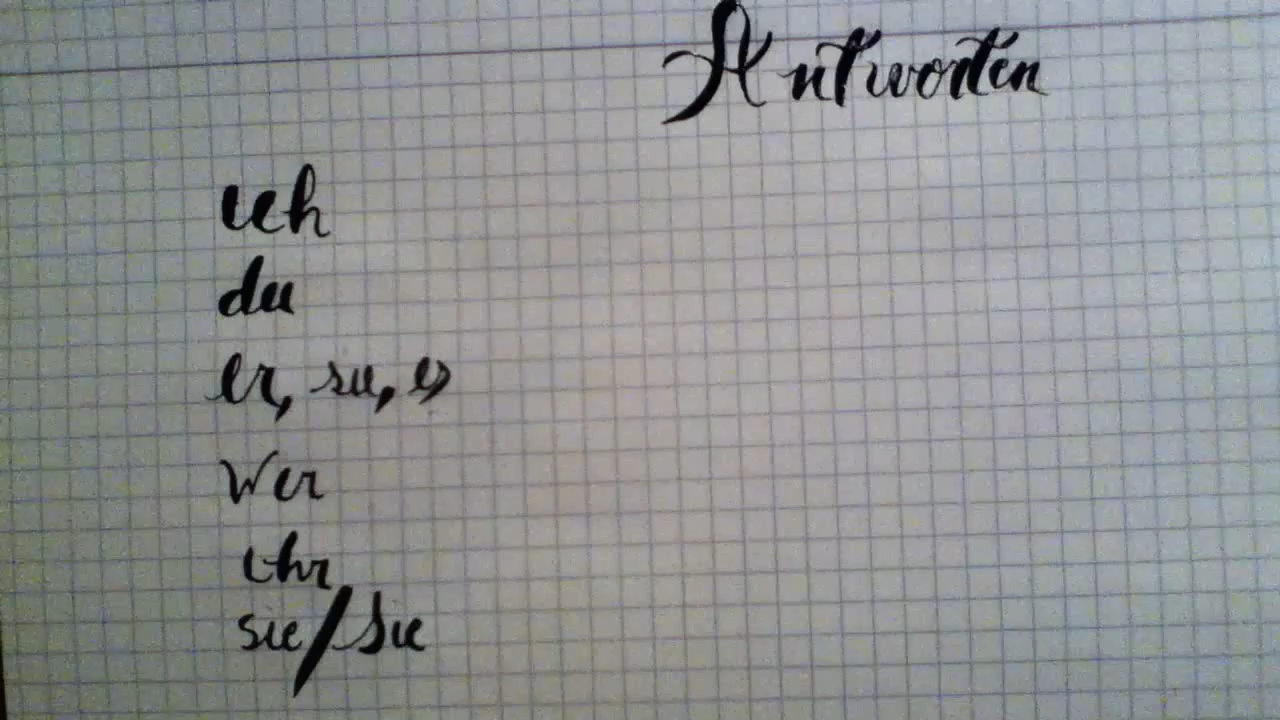 Antworten
ich
du
er, sie, es
Wir
ihr
sie/Sie